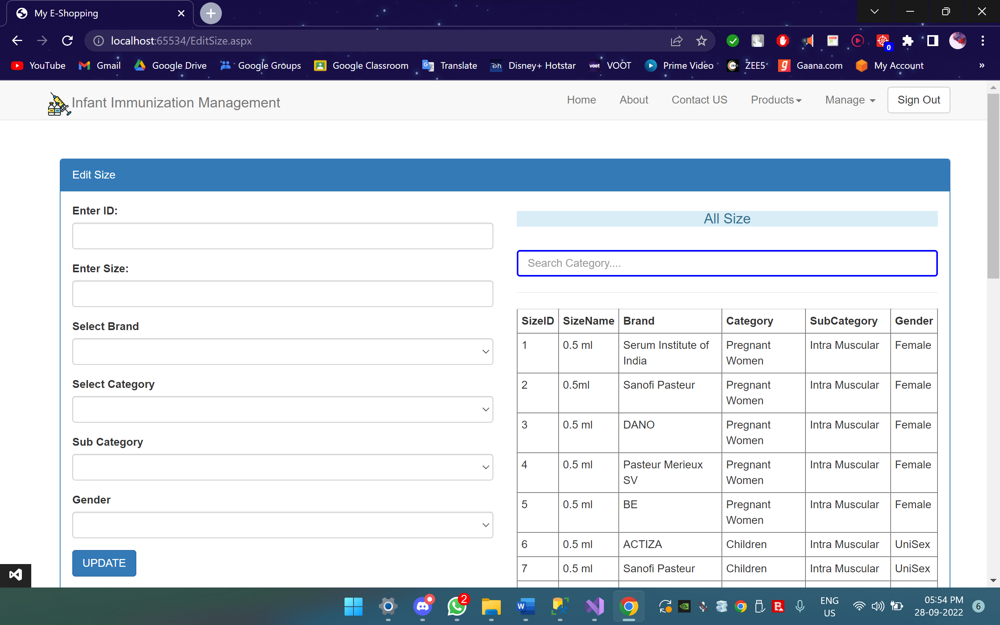 My E-Shopping
localhost:65534/EditSize.aspx
0
YouTube Gmail Google Drive Google Groups Google Classroom Translate Disney+ Hotstar VOOT Prime Video ZEE5 Gaana.com My Account »
Infant Immunization Management
Home About Contact US Products Manage Sign Out
Edit Size
Enter ID:
Enter Size:
Select Brand
Select Category
Sub Category
Gender
UPDATE
All Size
Search Category....
SizeID SizeName Brand Category SubCategory Gender
1 0.5 ml Serum Institute of Pregnant Intra Muscular Female
India Women
2 0.5ml Sanofi Pasteur Pregnant Intra Muscular Female
Women
3 0.5 ml DANO Pregnant Intra Muscular Female
Women
4 0.5 ml Pasteur Merieux Pregnant Intra Muscular Female
SV Women
5 0.5 ml BE Pregnant Intra Muscular Female
Women
6 0.5 ml ACTIZA Children Intra Muscular UniSex
7 0.5 ml Sanofi Pasteur Children Intra Muscular UniSex
2
ENG
US
05:54 PM
28-09-2022
6